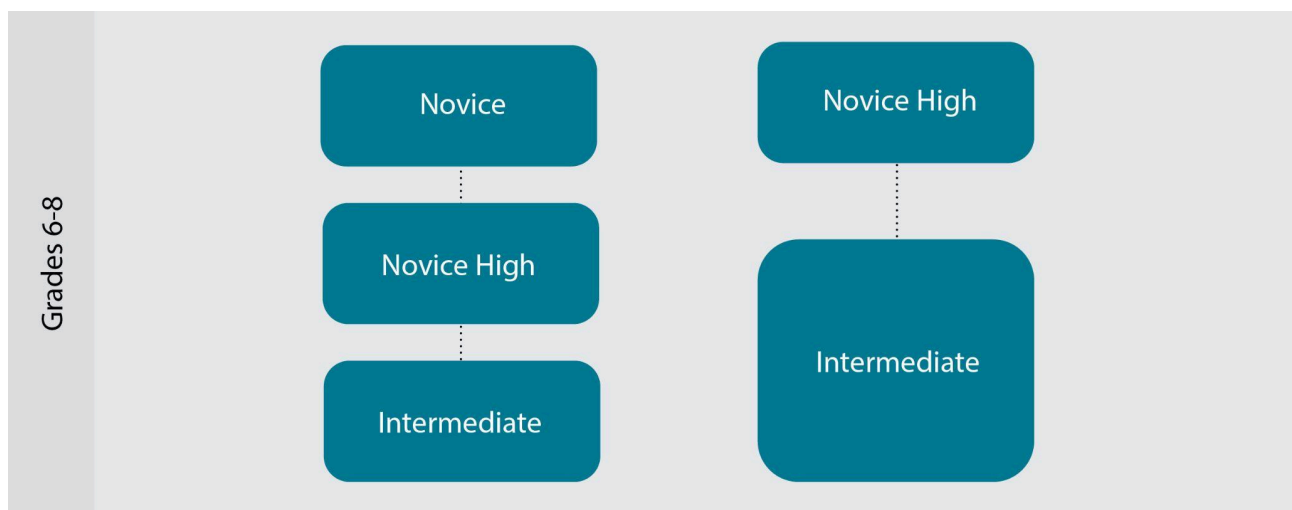 Grades 6-8
Novice
Novice High
Intermediate
Novice High
Intermediate